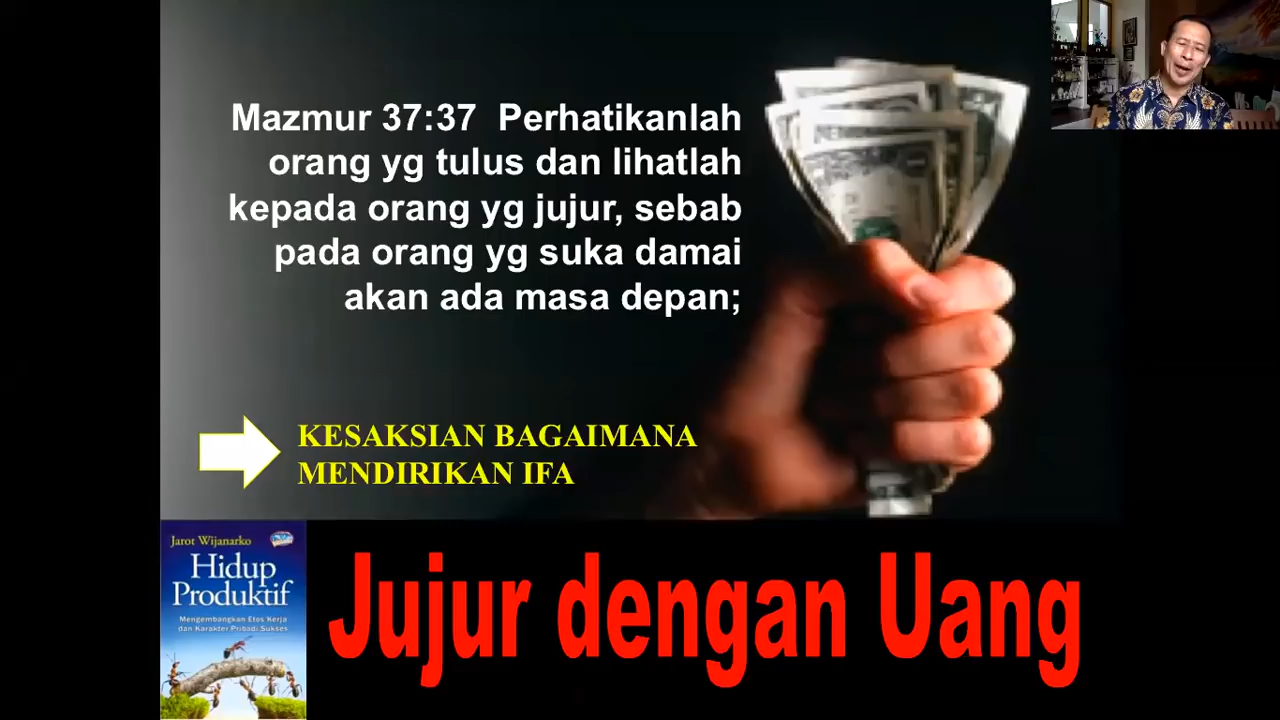 Mazmur 37:37 Perhatikanlah
orang yg tulus dan lihatlah
kepada orang yg jujur, sebab
pada orang yg suka damai
akan ada masa depan;
KESAKSIAN BAGAIMANA
MENDIRIKAN IFA
Jarot Wijanarko
Hidup
Produktif
Mengembangkan Etos Kerja
dan Karakter Pribadi Sukses
Jujur dengan Uang